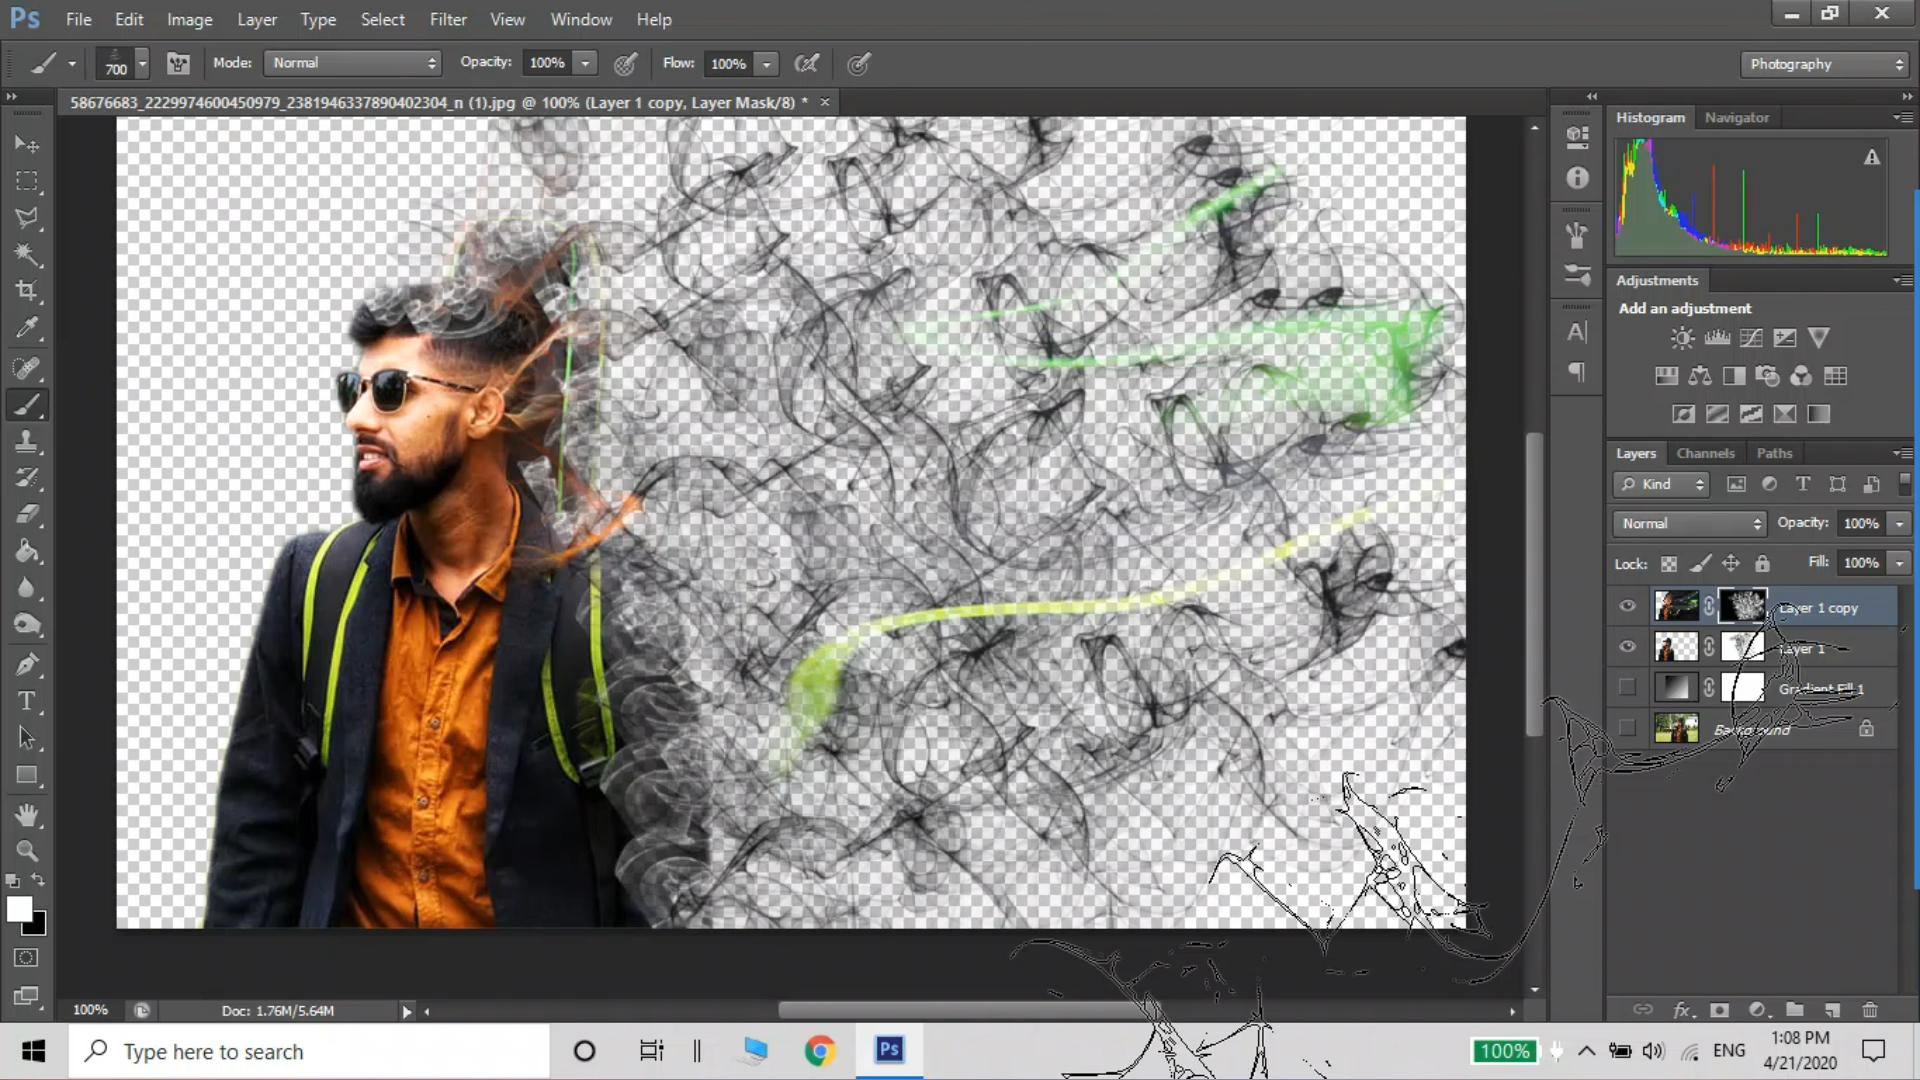 Ps File Edit Image Layer Type Select Filter View Window Help
700 Mode: Normal Opacity: 100% Flow: 100% Photography
58676683_2229974600450979_2381946337890402304_n (1).jpg @ 100% (Layer 1 copy, Layer Mask/8) * ×
Histogram Navigator
Adjustments
Add an adjustment
Layers Channels Paths
Kind
Normal Opacity: 100%
Lock: Fill: 100%
Layer 1 copy
Layer 1
Gradient Fill 1
Background
100% Doc: 1.76M/5.64M
Type here to search
Ps
100%
ENG
1:08 PM
4/21/2020